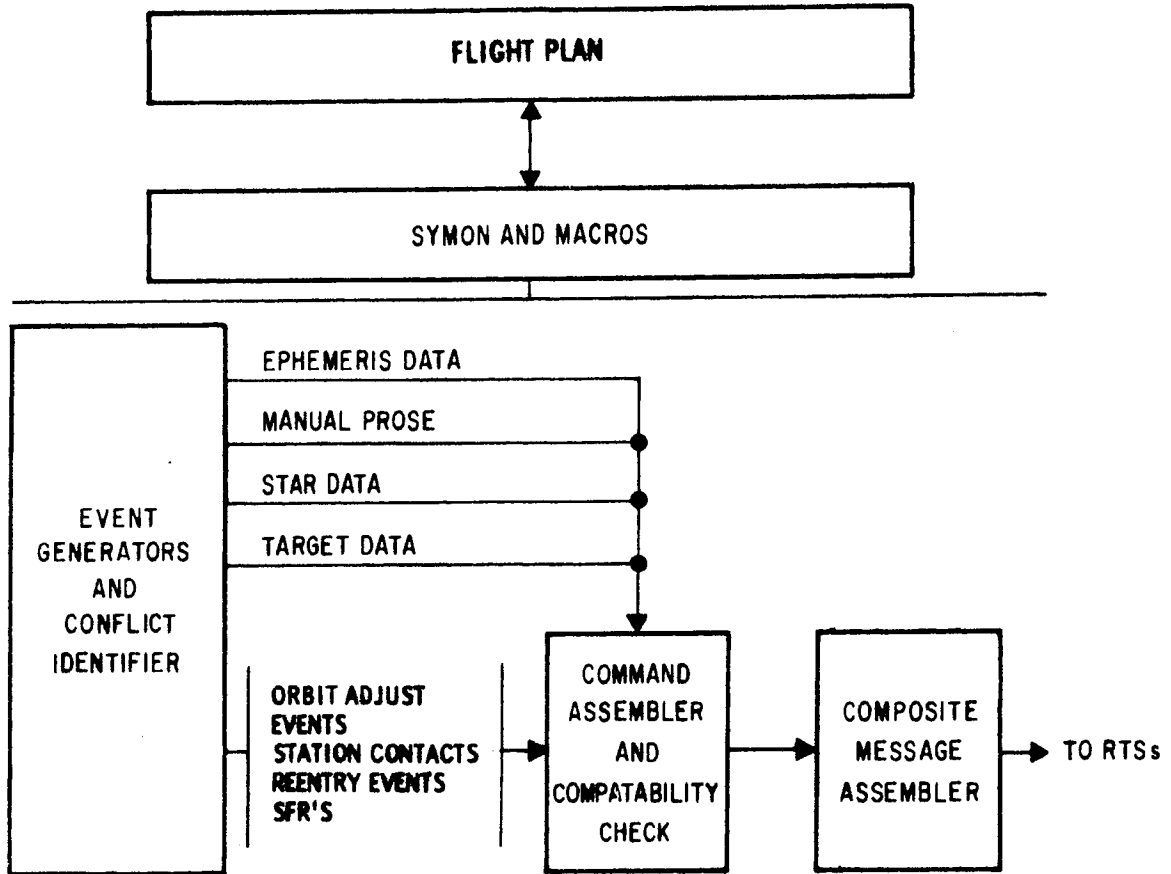 FLIGHT PLAN
SYMON AND MACROS
EPHEMERIS DATA
MANUAL PROSE
STAR DATA
TARGET DATA
EVENT
GENERATORS
AND
CONFLICT
IDENTIFIER
ORBIT ADJUST
EVENTS
STATION CONTACTS
REENTRY EVENTS
SFR'S
COMMAND
ASSEMBLER
AND
COMPATABILITY
CHECK
COMPOSITE
MESSAGE
ASSEMBLER
TO RTSs